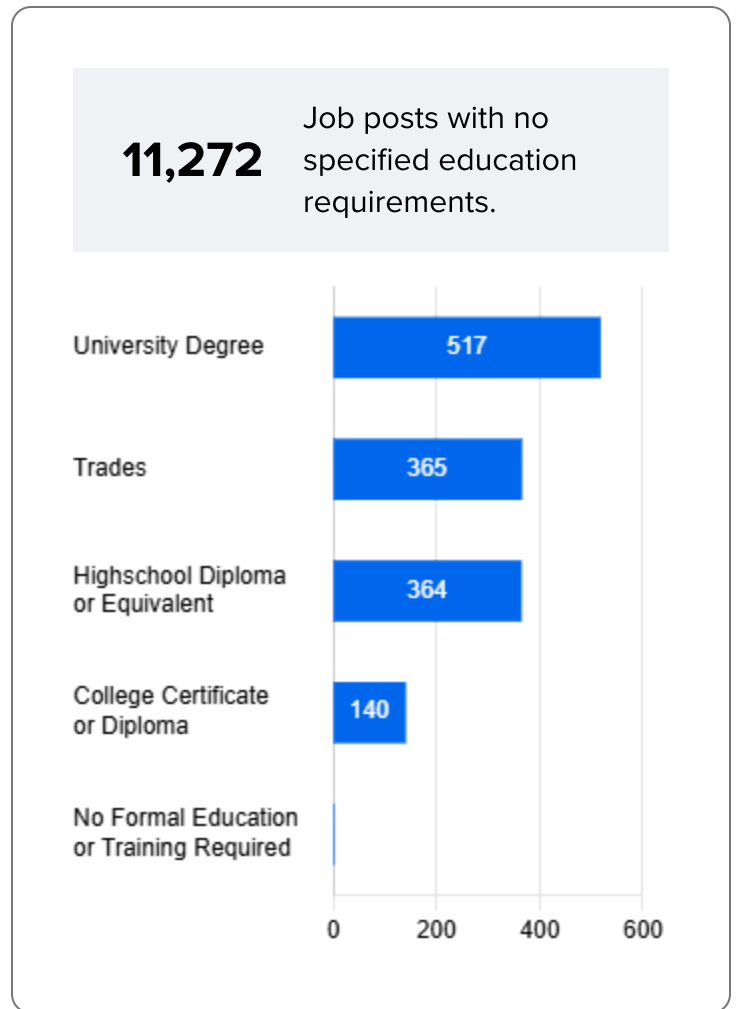 11,272
Job posts with no
specified education
requirements.
University Degree
517
Trades
365
Highschool Diploma
or Equivalent
364
College Certificate
or Diploma
140
No Formal Education
or Training Required
0 200 400 600